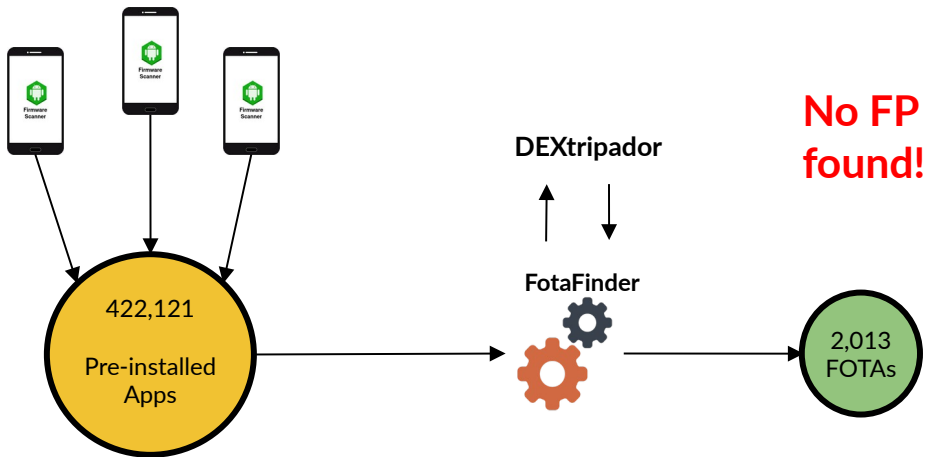 Firmware
Scanner
Firmware
Scanner
Firmware
Scanner
No FP
found!
DEXtripador
FotaFinder
422,121
Pre-installed
Apps
2,013
FOTAs